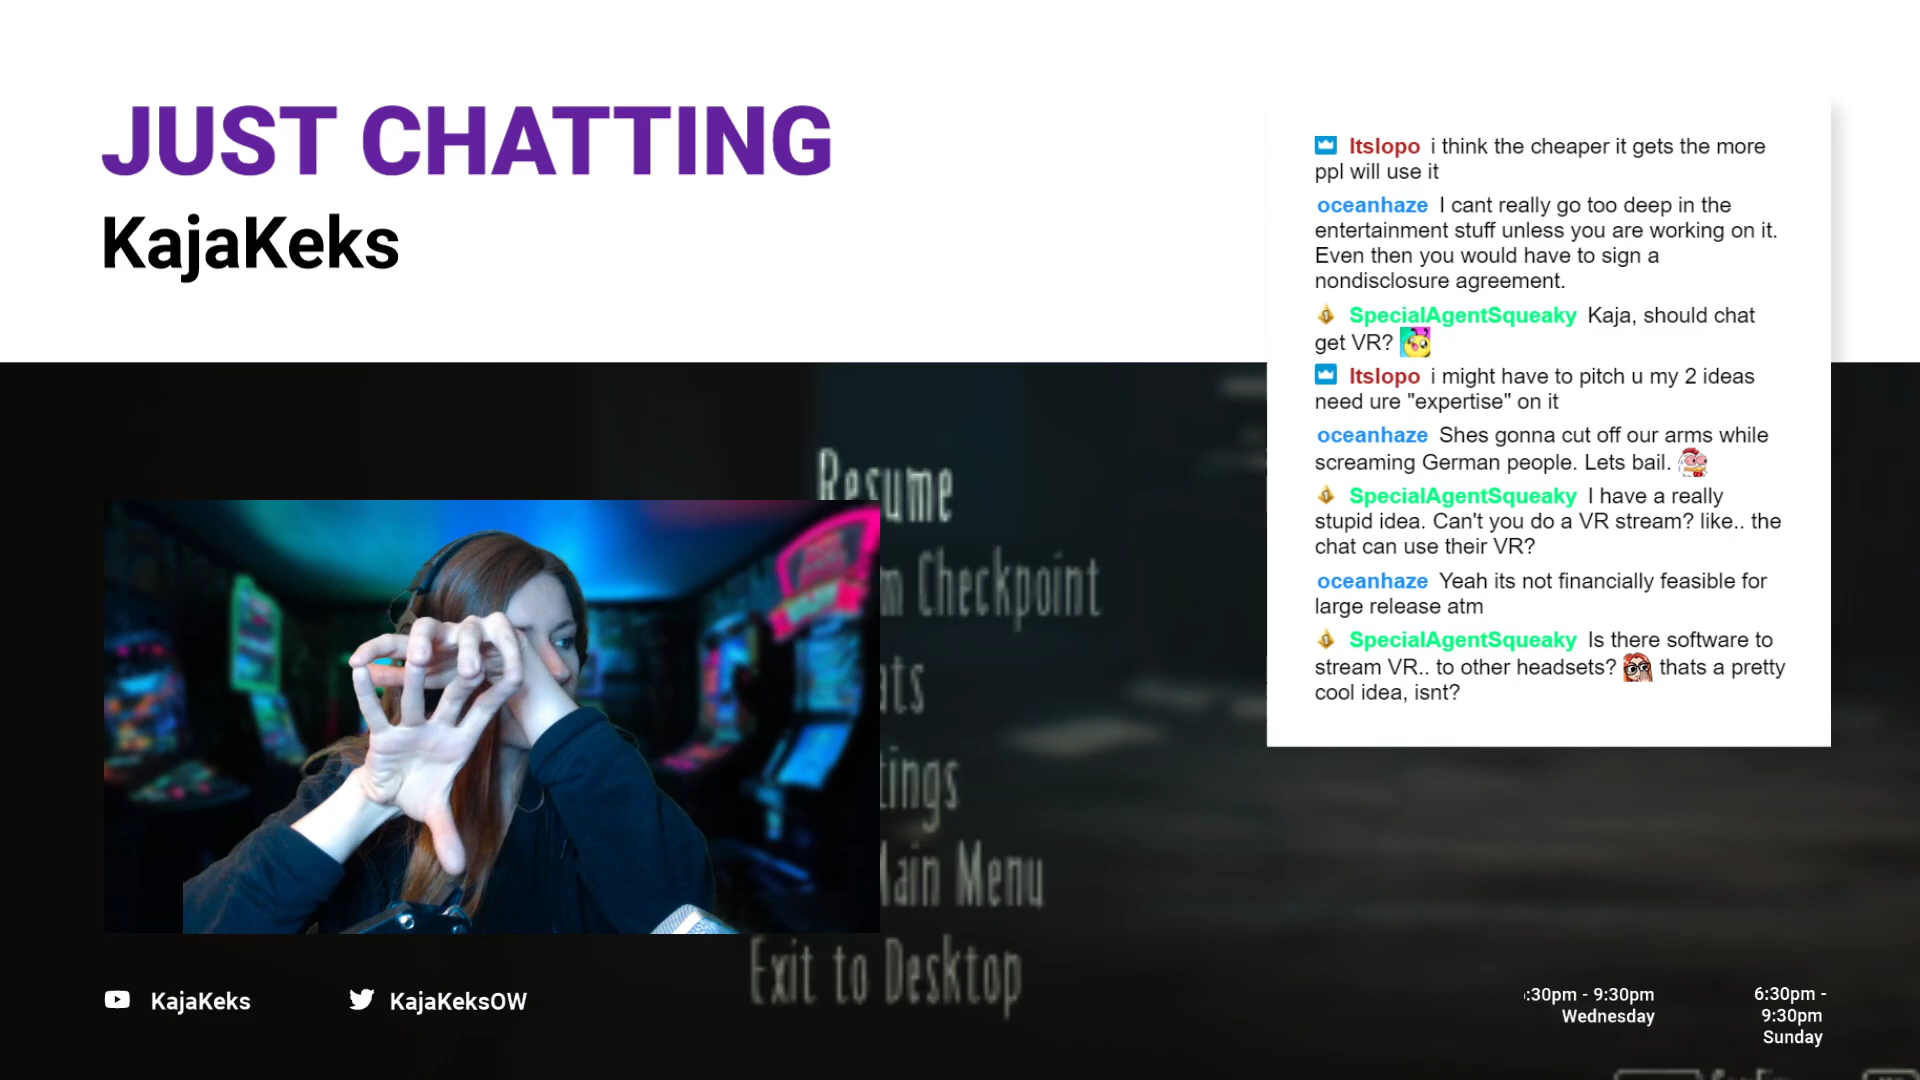 JUST CHATTING
KajaKeks
Itslopo i think the cheaper it gets the more
ppl will use it
oceanhaze I cant really go too deep in the
entertainment stuff unless you are working on it.
Even then you would have to sign a
nondisclosure agreement.
SpecialAgentSqueaky Kaja, should chat
get VR?
Itslopo i might have to pitch u my 2 ideas
need ure "expertise" on it
oceanhaze Shes gonna cut off our arms while
screaming German people. Lets bail.
SpecialAgentSqueaky I have a really
stupid idea. Can't you do a VR stream? like.. the
chat can use their VR?
oceanhaze Yeah its not financially feasible for
large release atm
SpecialAgentSqueaky Is there software to
stream VR.. to other headsets? thats a pretty
cool idea, isnt?
Resume
m Checkpoint
ats
tings
Main Menu
Exit to Desktop
KajaKeks
KajaKeksOW
:30pm - 9:30pm
Wednesday
6:30pm -
9:30pm
Sunday